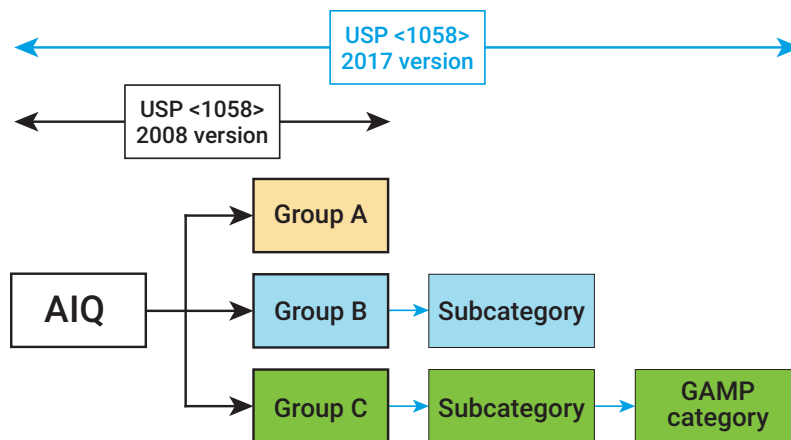 USP <1058>
2017 version
USP <1058>
2008 version
Group A
AIQ
Group B
Subcategory
Group C
Subcategory
GAMP
category